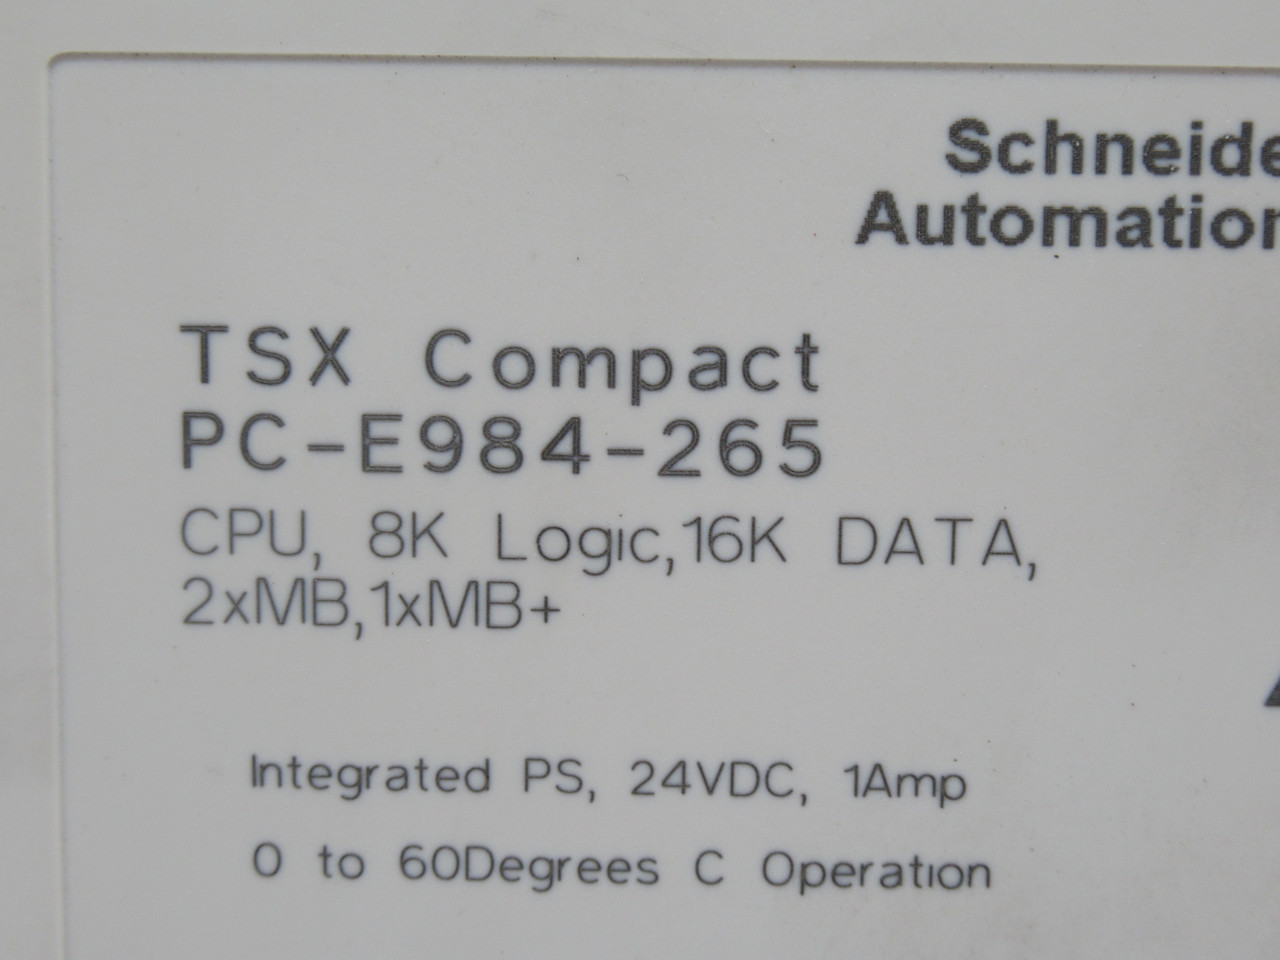 Schneide
Automation
TSX Compact
PC-E984-265
CPU, 8K Logic,16K DATA,
2xMB,1xMB+
Integrated PS, 24VDC, 1Amp
0 to 60Degrees C Operation